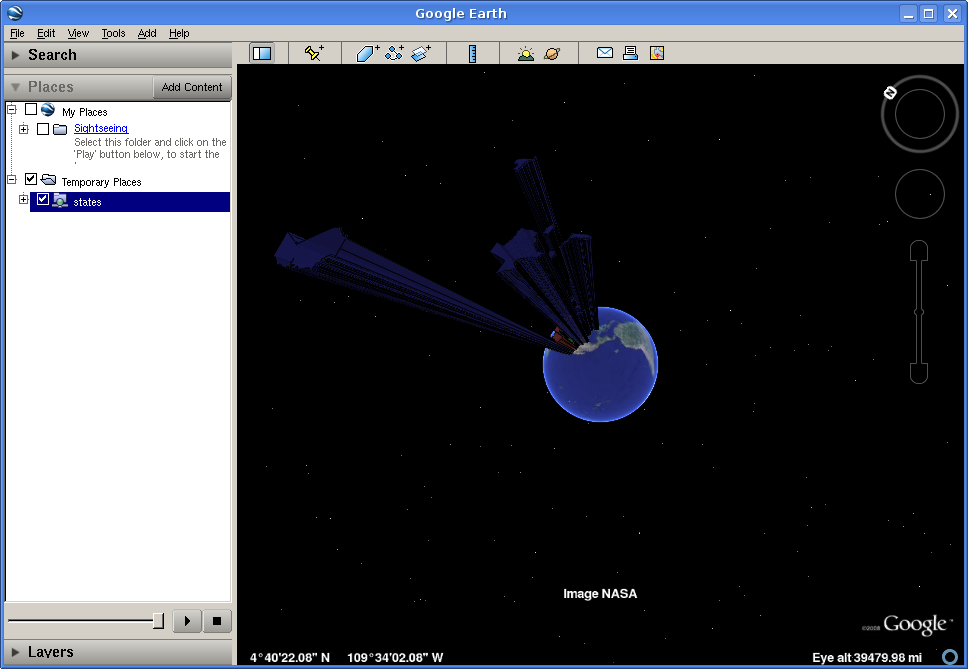 Google Earth
File Edit View Tools Add Help
Search
Places
Add Content
My Places
Sightseeing
Select this folder and click on the
'Play' button below, to start the
Temporary Places
states
N
Image NASA
©2008 Google™
Layers
4°40'22.08" N 109°34'02.08" W
Eye alt 39479.98 mi